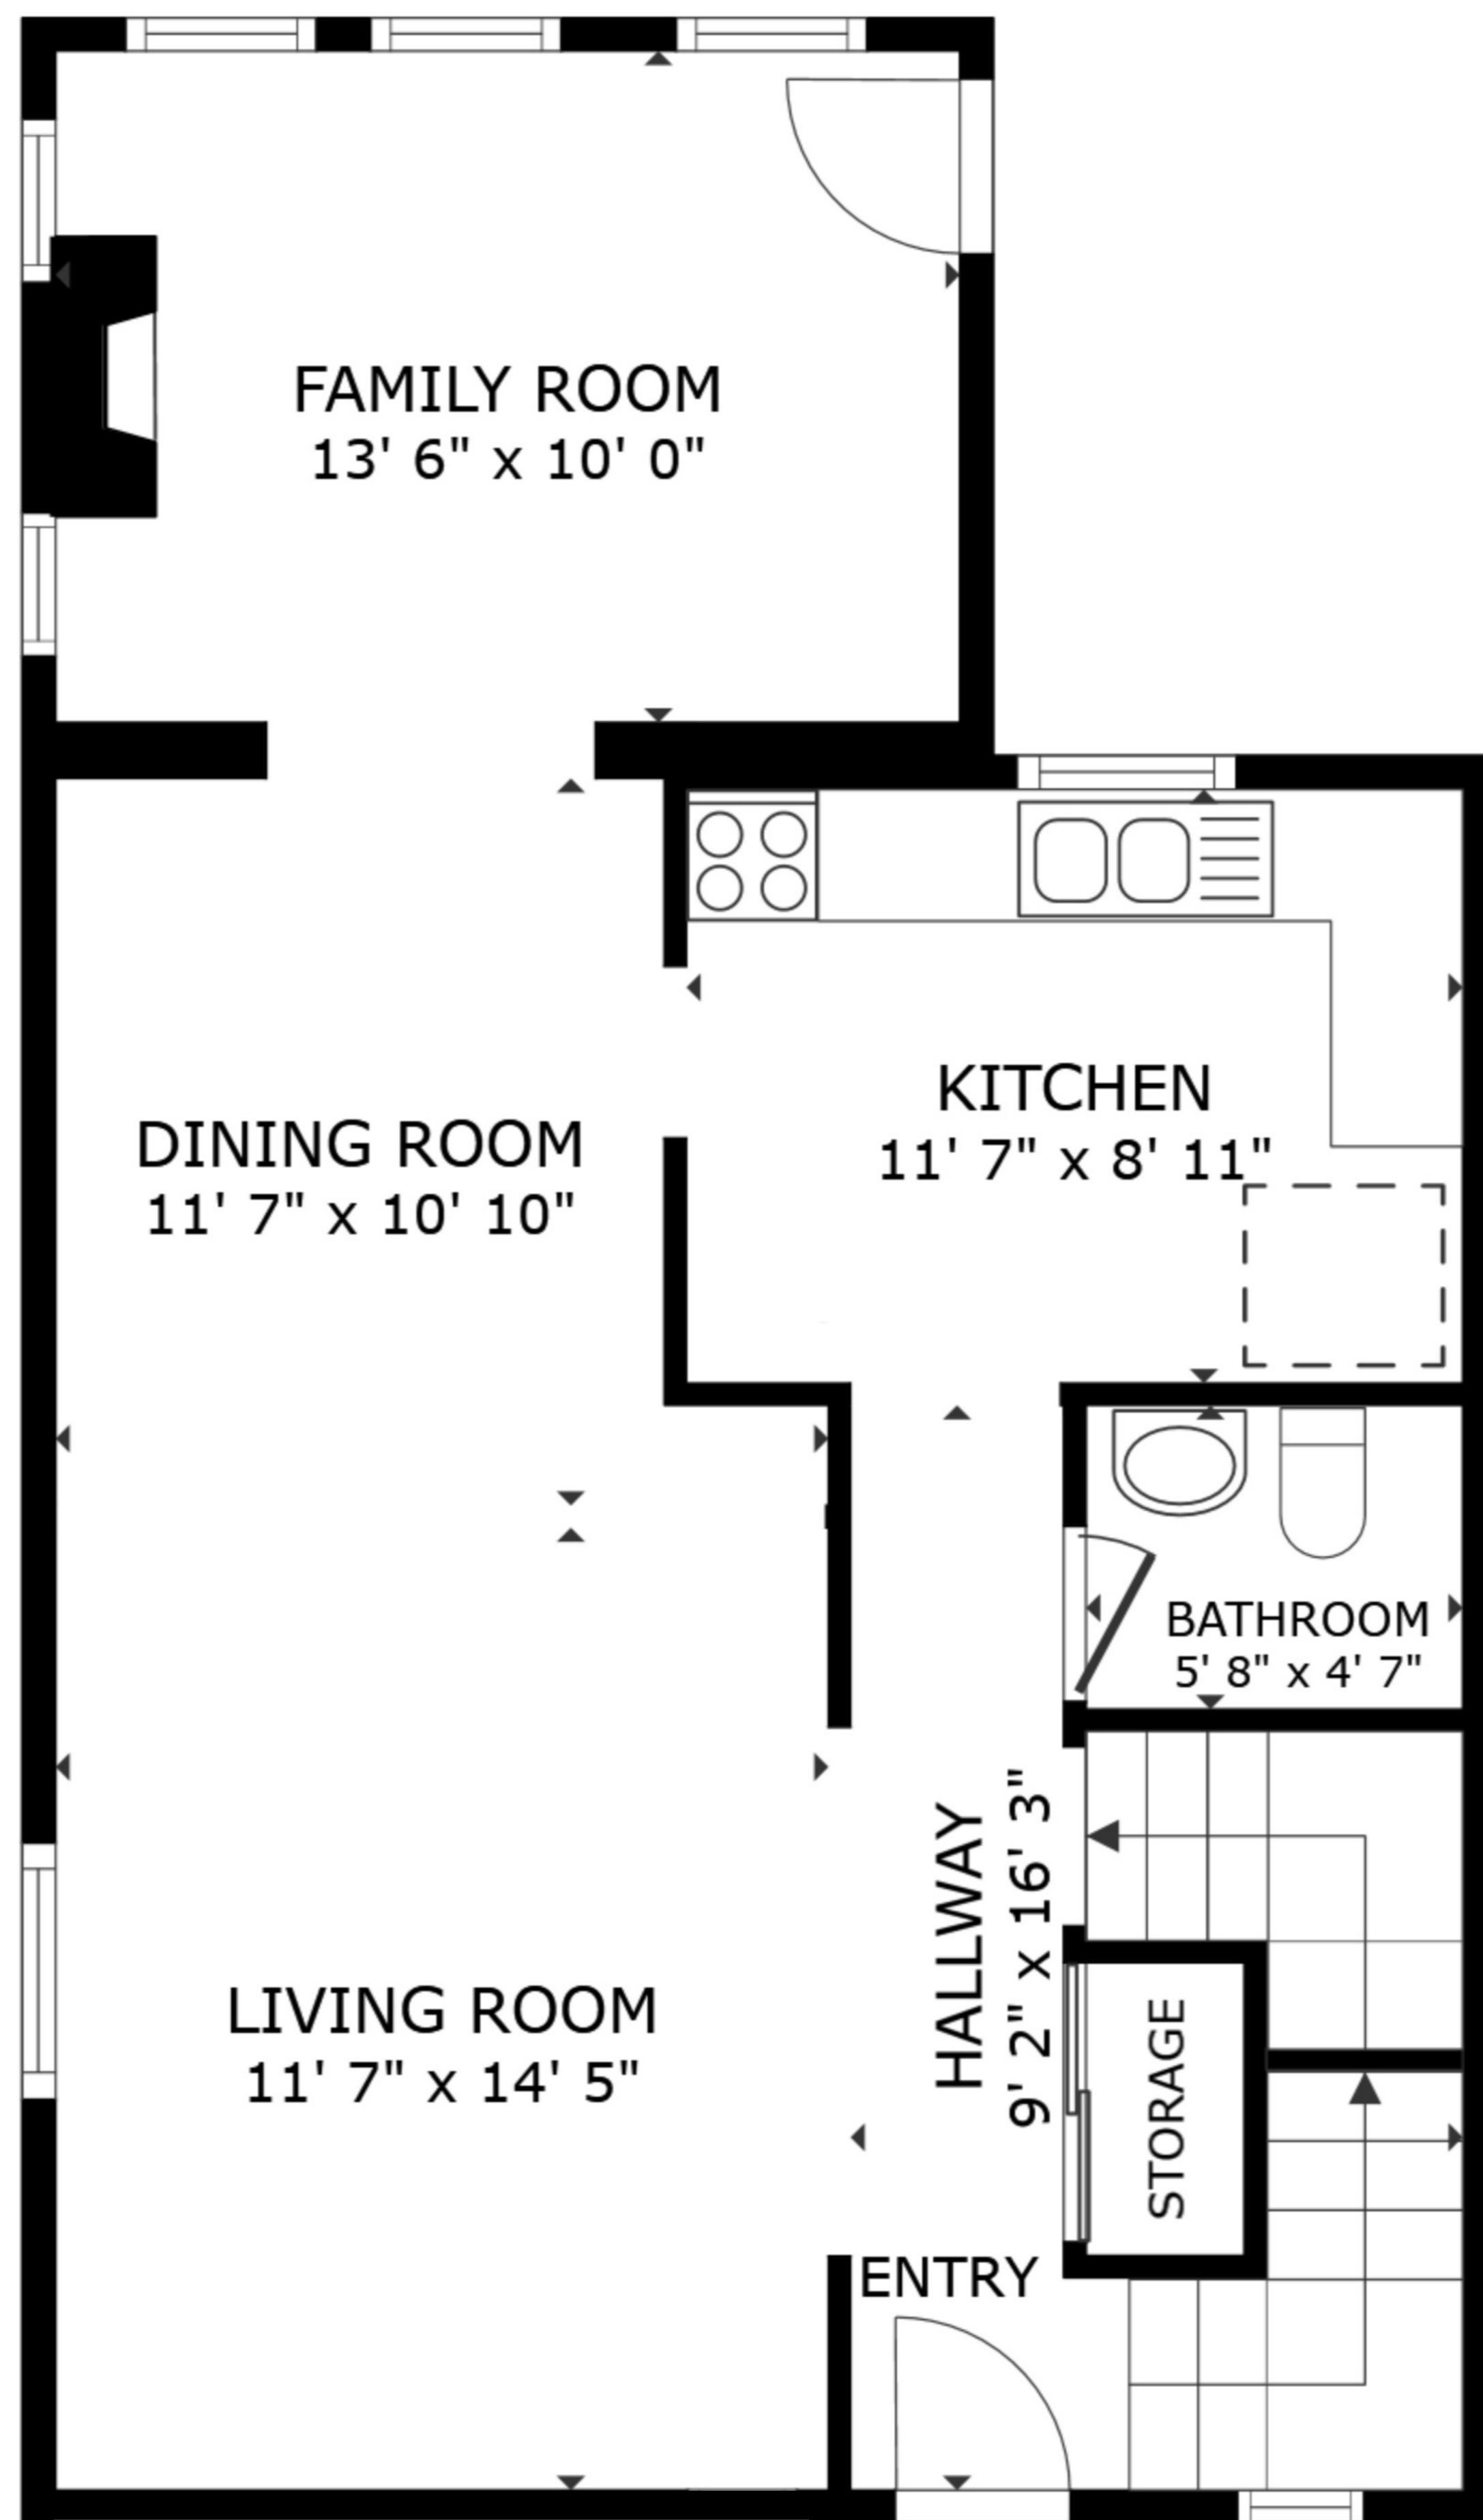 FAMILY ROOM
13' 6" x 10' 0"
KITCHEN
11' 7" x 8' 11"
DINING ROOM
11' 7" x 10' 10"
BATHROOM
5' 8" x 4' 7"
HALLWAY
9' 2" x 16' 3"
LIVING ROOM
11' 7" x 14' 5"
STORAGE
ENTRY